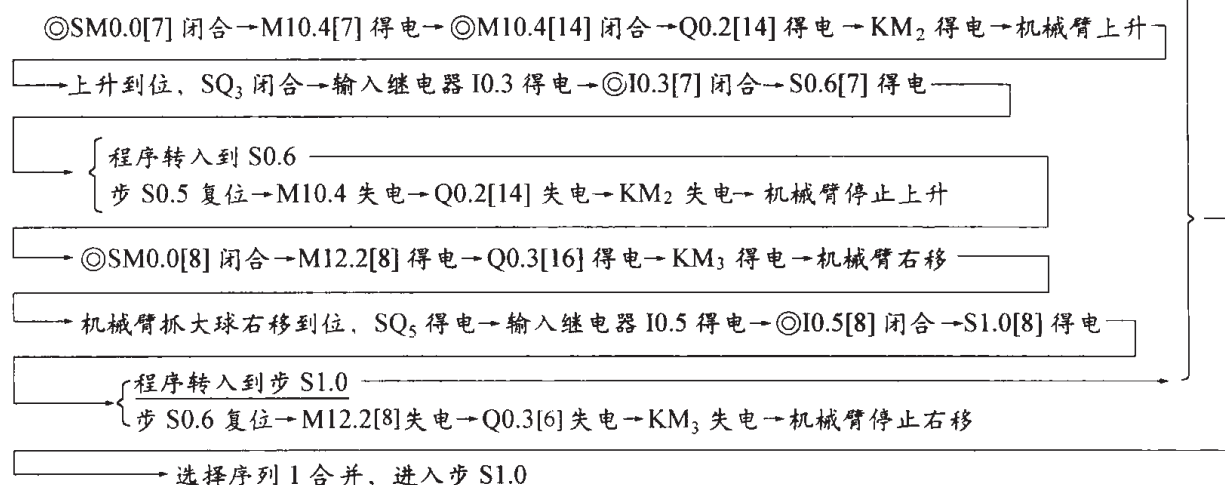 ◎SM0.0[7] 闭合→M10.4[7] 得电→◎M10.4[14] 闭合→Q0.2[14] 得电→KM₂ 得电→机械臂上升
→上升到位，SQ₃ 闭合→输入继电器 I0.3 得电→◎I0.3[7] 闭合→S0.6[7] 得电
程序转入到 S0.6
步 S0.5 复位→M10.4 失电→Q0.2[14] 失电→KM₂ 失电→机械臂停止上升
→◎SM0.0[8] 闭合→M12.2[8] 得电→Q0.3[16] 得电→KM₃ 得电→机械臂右移
→机械臂抓大球右移到位，SQ₅ 得电→输入继电器 I0.5 得电→◎I0.5[8] 闭合→S1.0[8] 得电
程序转入到步 S1.0
步 S0.6 复位→M12.2[8]失电→Q0.3[6]失电→KM₃ 失电→机械臂停止右移
→选择序列 1 合并，进入步 S1.0